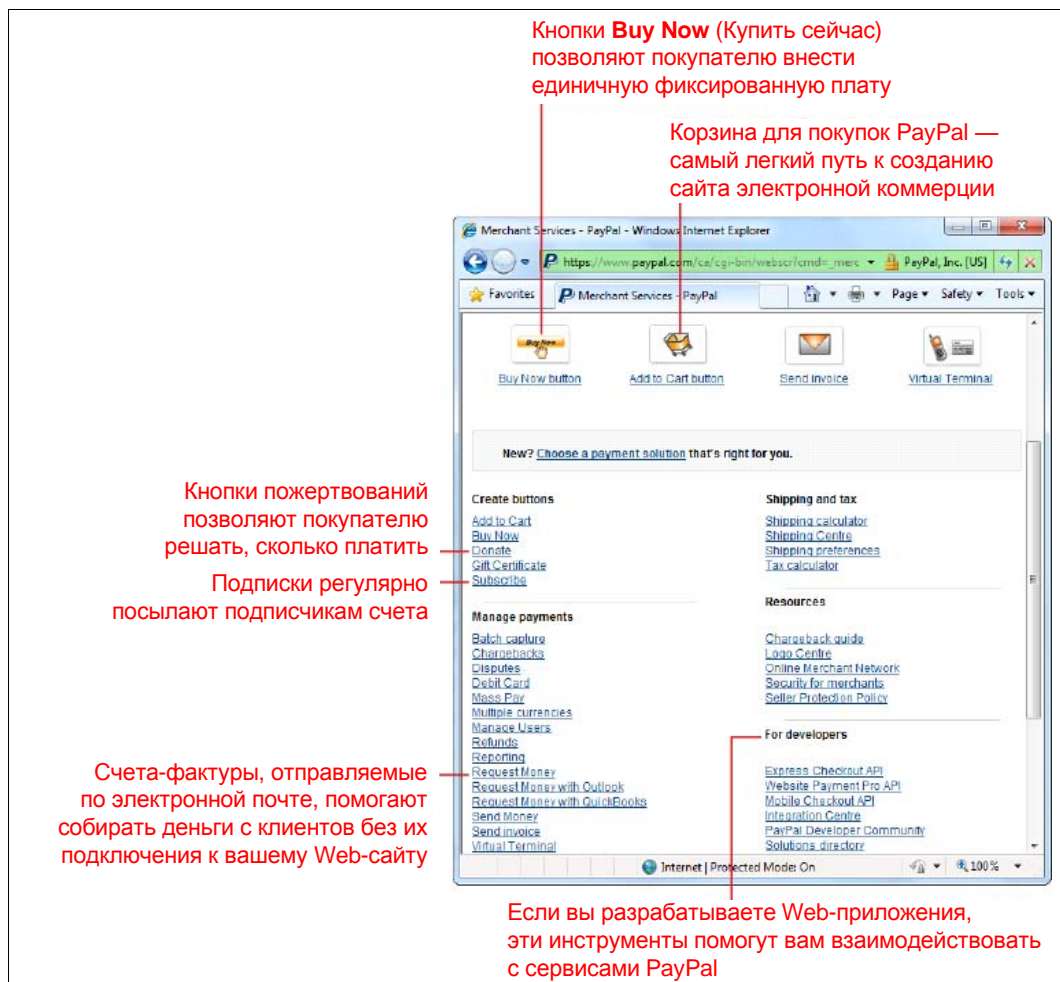 Кнопки Buy Now (Купить сейчас)
позволяют покупателю внести
единичную фиксированную плату
Корзина для покупок PayPal —
самый легкий путь к созданию
сайта электронной коммерции
Merchant Services - PayPal - Windows Internet Explorer
https://www.paypal.com/ca/cgi-bin/webscr?cmd=_merc
PayPal, Inc. [US]
Favorites
Merchant Services - PayPal
Page
Safety
Tools
Buy Now
Buy Now button
Add to Cart button
Send invoice
Virtual Terminal
New? Choose a payment solution that's right for you.
Кнопки пожертвований
позволяют покупателю
решать, сколько платить
Подписки регулярно
посылают подписчикам счета
Счета-фактуры, отправляемые
по электронной почте, помогают
собирать деньги с клиентов без их
подключения к вашему Web-сайту
Create buttons
Add to Cart
Buy Now
Donate
Gift Certificate
Subscribe
Manage payments
Batch capture
Chargebacks
Disputes
Debit Card
Mass Pay
Multiple currencies
Manage Users
Refunds
Reporting
Request Money
Request Money with Outlook
Request Money with QuickBooks
Send Money
Send invoice
Virtual Terminal
Shipping and tax
Shipping calculator
Shipping Centre
Shipping preferences
Tax calculator
Resources
Chargeback guide
Logo Centre
Online Merchant Network
Security for merchants
Seller Protection Policy
For developers
Express Checkout API
Website Payment Pro API
Mobile Checkout API
Integration Centre
PayPal Developer Community
Solutions directory
Internet | Protected Mode: On
100%
Если вы разрабатываете Web-приложения,
эти инструменты помогут вам взаимодействовать
с сервисами PayPal